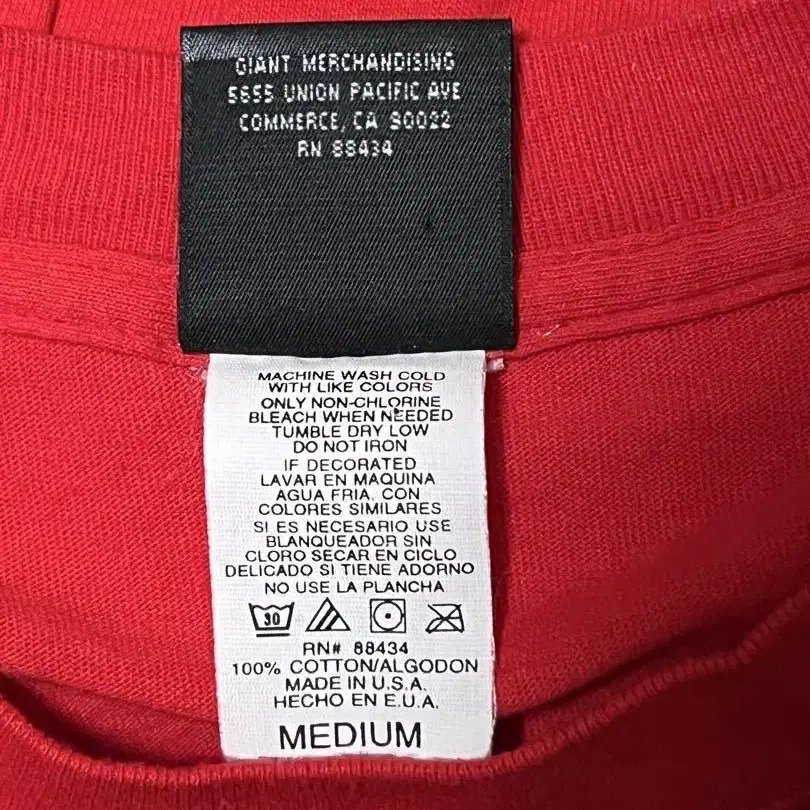 GIANT MERCHANDISING
5655 UNION PACIFIC AVE
COMMERCE, CA 90022
RN 88434
MACHINE WASH COLD
WITH LIKE COLORS
ONLY NON-CHLORINE
BLEACH WHEN NEEDED
TUMBLE DRY LOW
DO NOT IRON
IF DECORATED
LAVAR EN MAQUINA
AGUA FRIA, CON
COLORES SIMILARES
SI ES NECESARIO USE
BLANQUEADOR SIN
CLORO SECAR EN CICLO
DELICADO SI TIENE ADORNO
NO USE LA PLANCHA
30
RN# 88434
100% COTTON/ALGODON
MADE IN U.S.A.
HECHO EN E.U.A.
MEDIUM